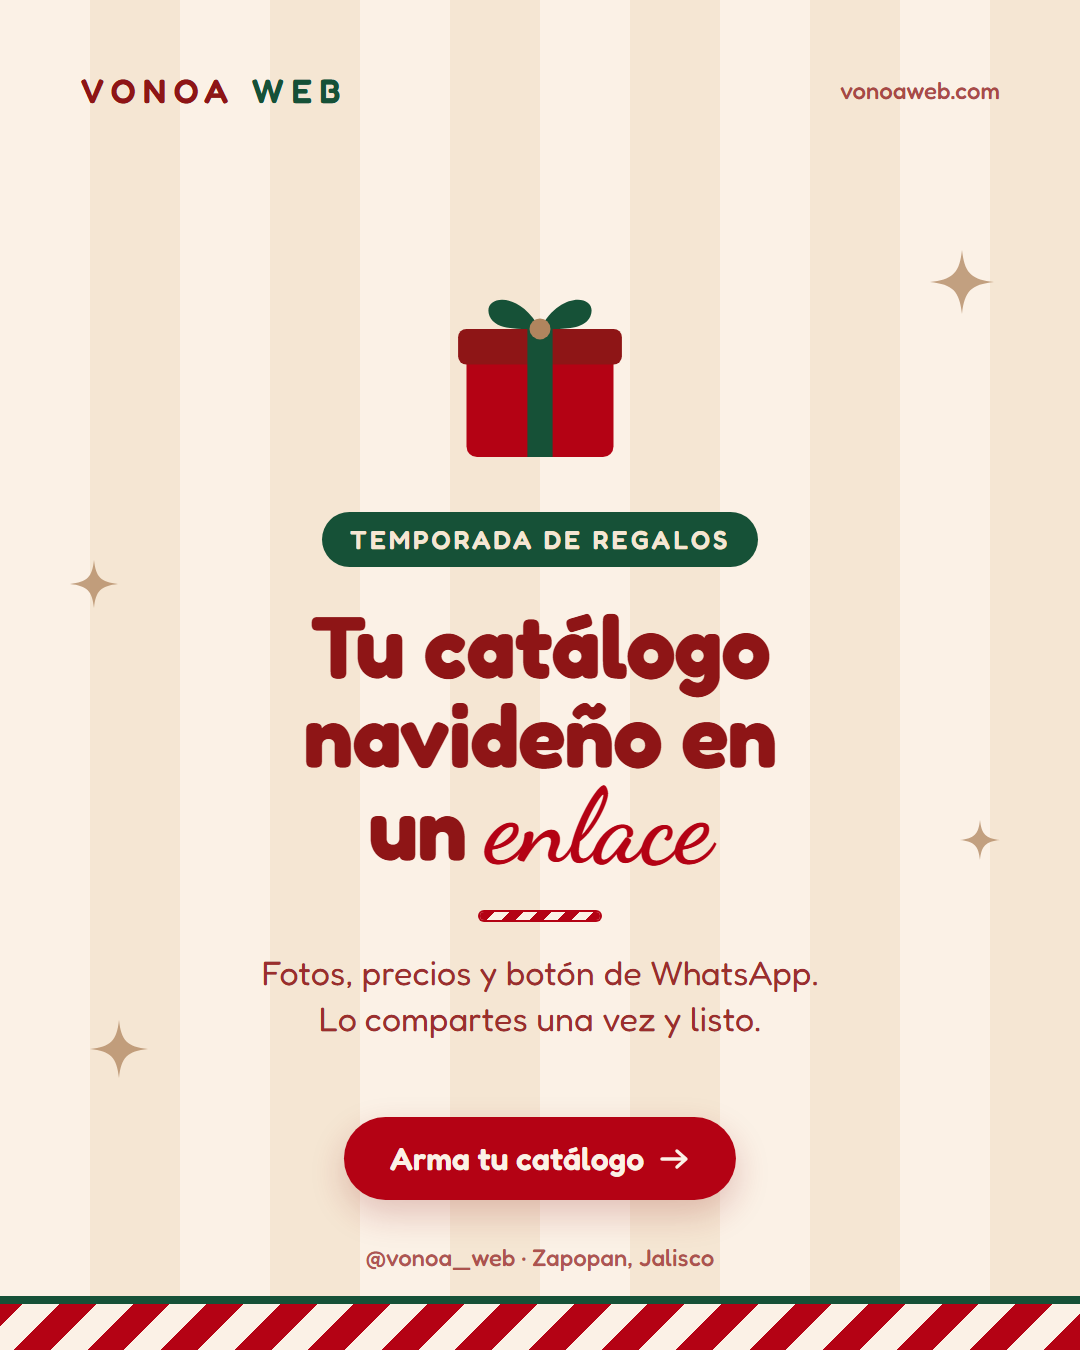 VONOA WEB
vonoaweb.com
TEMPORADA DE REGALOS
Tu catálogo
navideño en
un enlace
Fotos, precios y botón de WhatsApp.
Lo compartes una vez y listo.
Arma tu catálogo →
@vonoa__web · Zapopan, Jalisco